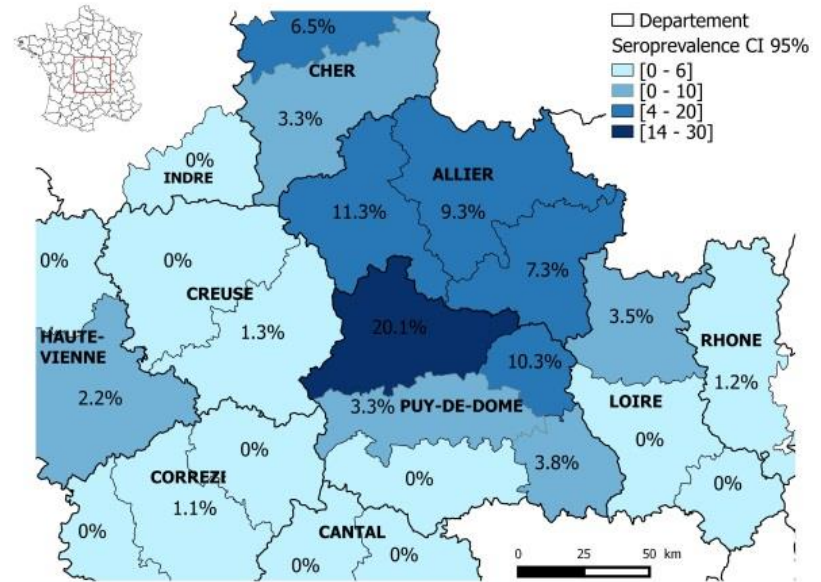 Departement
Seroprevalence CI 95%
[0 - 6]
[0 - 10]
[4 - 20]
[14 - 30]
6.5%
CHER
3.3%
0%
INDRE
ALLIER
11.3%
9.3%
0%
0%
7.3%
CREUSE
20.1%
3.5%
HAUTE-
VIENNE
1.3%
RHONE
10.3%
1.2%
2.2%
3.3%
PUY-DE-DOME
LOIRE
0%
0%
0%
3.8%
CORREZE
1.1%
0%
0%
CANTAL
0%
0%
0 25 50 km